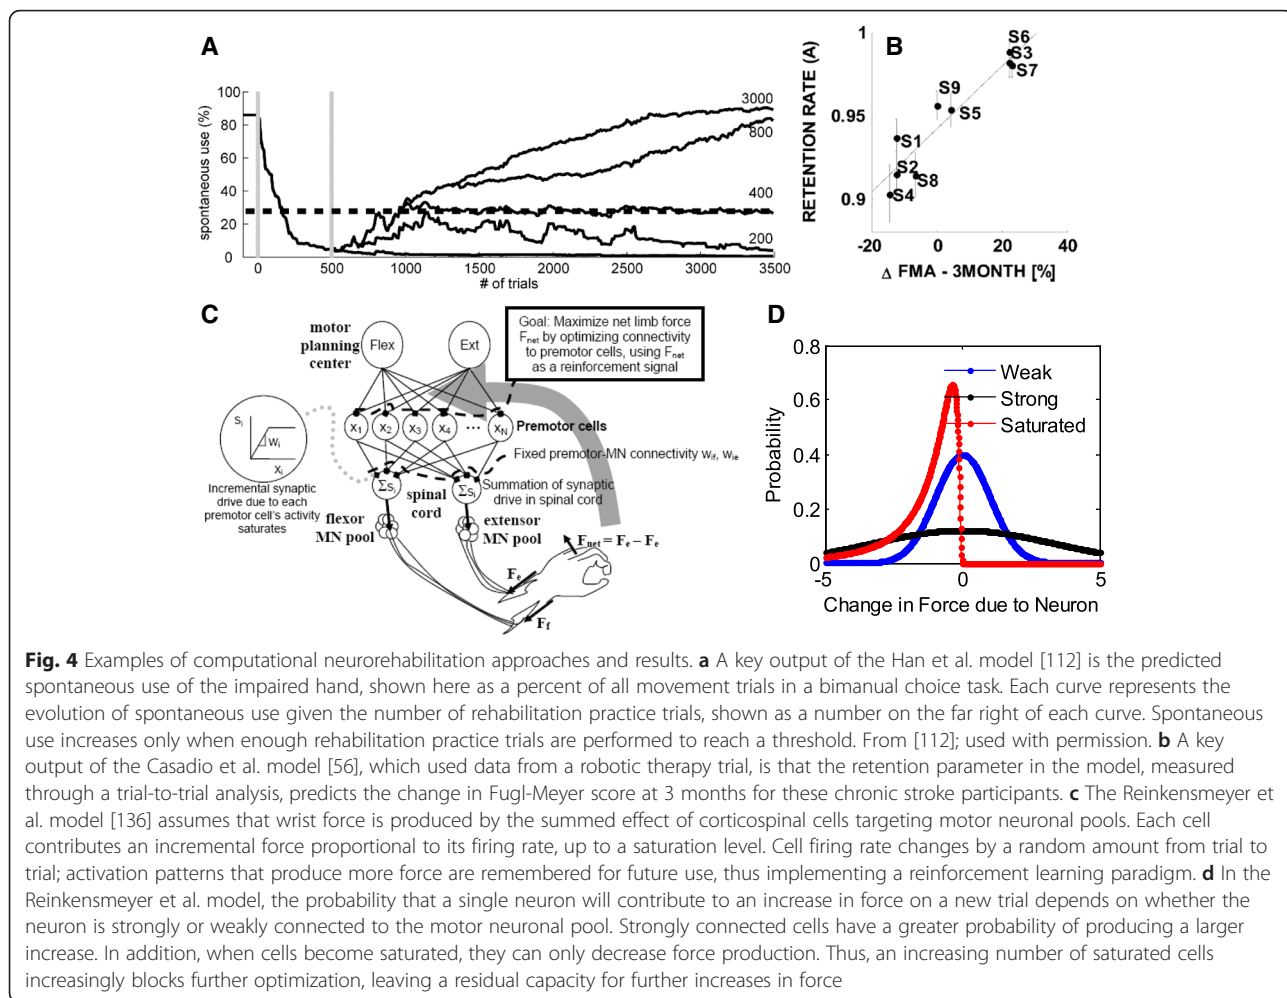 A
spontaneous use (%)
100
80
60
40
20
0
3000
800
400
200
0
500
1000
1500
2000
2500
3000
3500
# of trials
B
RETENTION RATE (A)
1
0.95
0.9
S6
S3
S7
S9
S5
S1
S2
S8
S4
-20
0
20
40
Δ FMA - 3MONTH [%]
C
motor
planning
center
Flex
Ext
Goal: Maximize net limb force
Fnet by optimizing connectivity
to premotor cells, using Fnet
as a reinforcement signal
x1
x2
x3
x4
...
xN
Premotor cells
Fixed premotor-MN connectivity wif, wie
Si
wi
xi
Incremental synaptic
drive due to each
premotor cell's activity
saturates
Σsi
Σsi
Summation of synaptic
drive in spinal cord
spinal
cord
flexor
MN pool
extensor
MN pool
Fnet = Fe – Fe
Fe
Ff
D
Probability
0.8
0.6
0.4
0.2
0
Weak
Strong
Saturated
-5
0
5
Change in Force due to Neuron
Fig. 4 Examples of computational neurorehabilitation approaches and results. a A key output of the Han et al. model [112] is the predicted
spontaneous use of the impaired hand, shown here as a percent of all movement trials in a bimanual choice task. Each curve represents the
evolution of spontaneous use given the number of rehabilitation practice trials, shown as a number on the far right of each curve. Spontaneous
use increases only when enough rehabilitation practice trials are performed to reach a threshold. From [112]; used with permission. b A key
output of the Casadio et al. model [56], which used data from a robotic therapy trial, is that the retention parameter in the model, measured
through a trial-to-trial analysis, predicts the change in Fugl-Meyer score at 3 months for these chronic stroke participants. c The Reinkensmeyer et
al. model [136] assumes that wrist force is produced by the summed effect of corticospinal cells targeting motor neuronal pools. Each cell
contributes an incremental force proportional to its firing rate, up to a saturation level. Cell firing rate changes by a random amount from trial to
trial; activation patterns that produce more force are remembered for future use, thus implementing a reinforcement learning paradigm. d In the
Reinkensmeyer et al. model, the probability that a single neuron will contribute to an increase in force on a new trial depends on whether the
neuron is strongly or weakly connected to the motor neuronal pool. Strongly connected cells have a greater probability of producing a larger
increase. In addition, when cells become saturated, they can only decrease force production. Thus, an increasing number of saturated cells
increasingly blocks further optimization, leaving a residual capacity for further increases in force